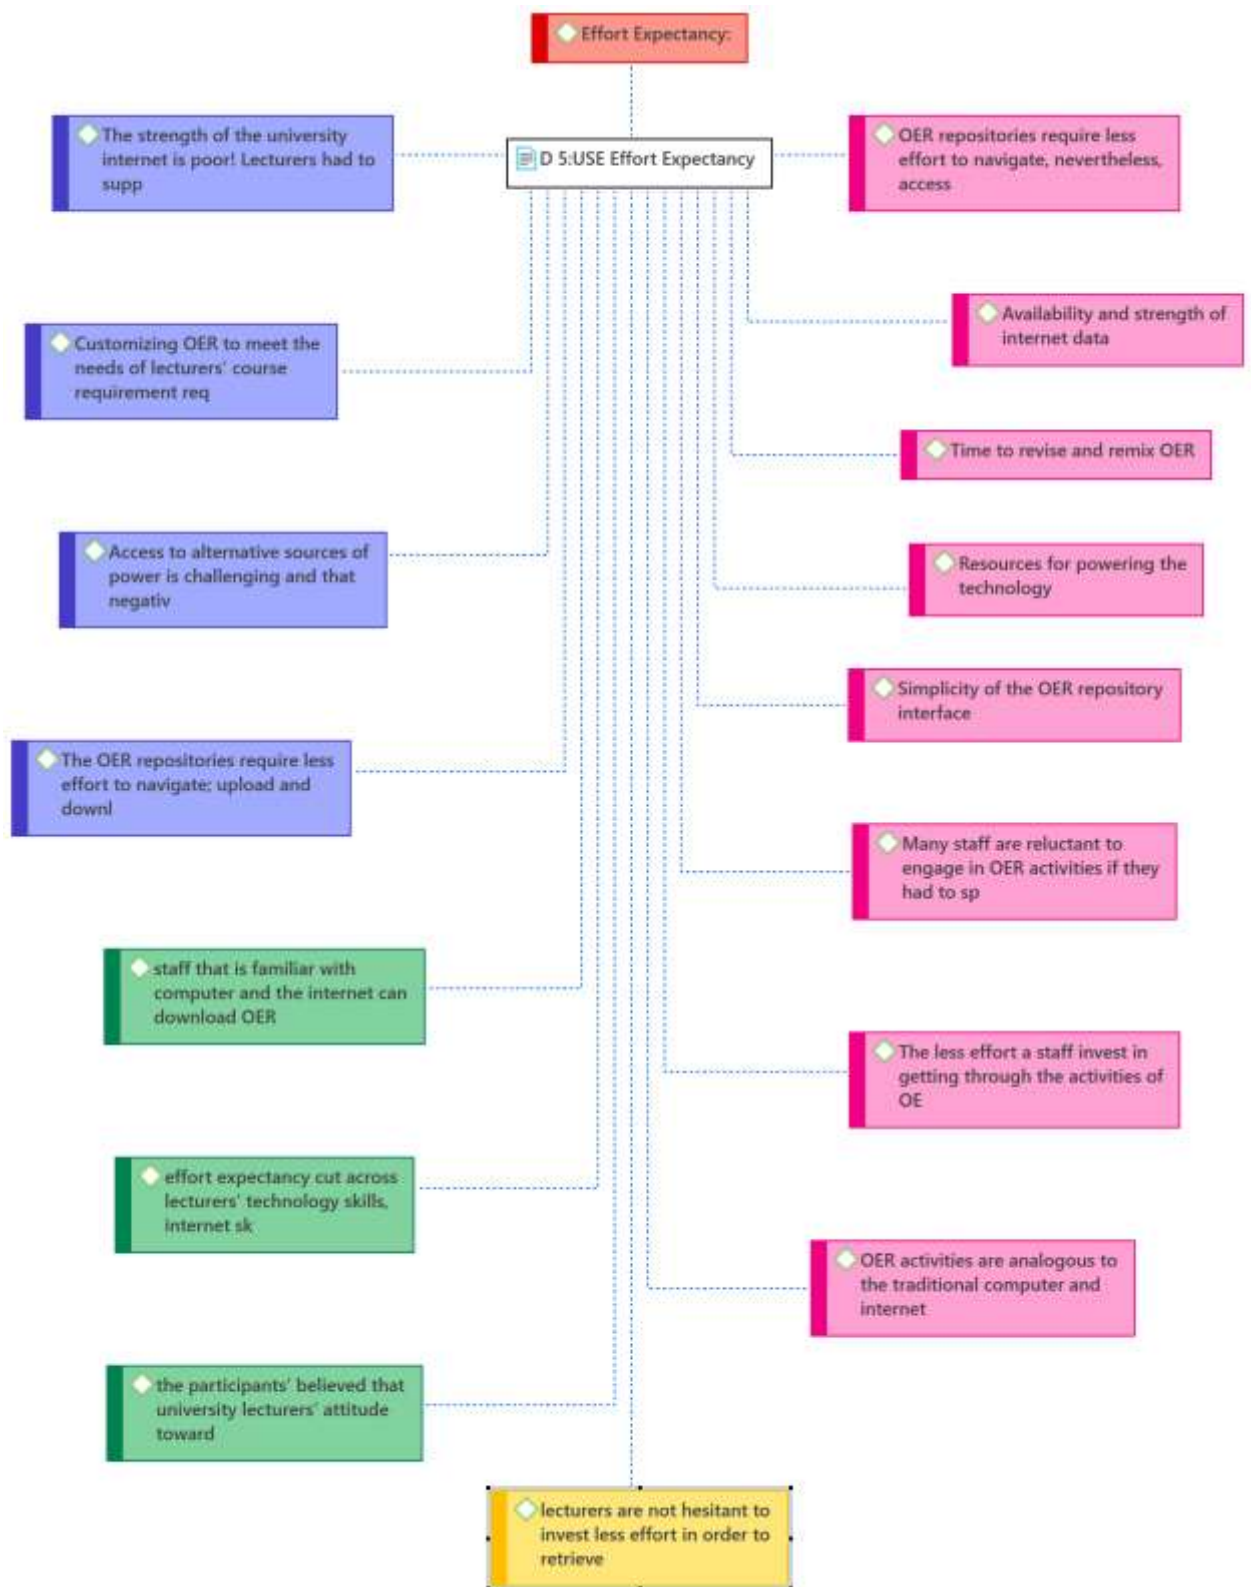 Effort Expectancy:
D 5:USE Effort Expectancy
The strength of the university
internet is poor! Lecturers had to
supp
Customizing OER to meet the
needs of lecturers' course
requirement req
Access to alternative sources of
power is challenging and that
negativ
The OER repositories require less
effort to navigate; upload and
downl
staff that is familiar with
computer and the internet can
download OER
effort expectancy cut across
lecturers' technology skills,
internet sk
the participants' believed that
university lecturers' attitude
toward
OER repositories require less
effort to navigate, nevertheless,
access
Availability and strength of
internet data
Time to revise and remix OER
Resources for powering the
technology
Simplicity of the OER repository
interface
Many staff are reluctant to
engage in OER activities if they
had to sp
The less effort a staff invest in
getting through the activities of
OE
OER activities are analogous to
the traditional computer and
internet
lecturers are not hesitant to
invest less effort in order to
retrieve